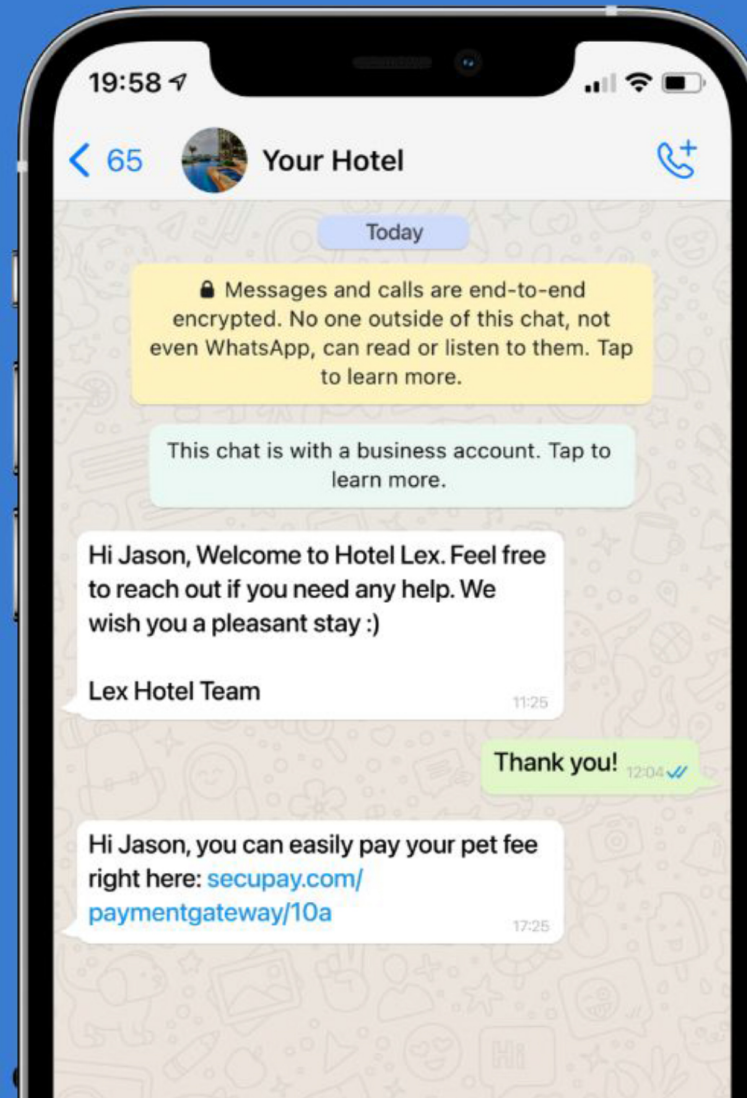 19:58
65
Your Hotel
Today
Messages and calls are end-to-end
encrypted. No one outside of this chat, not
even WhatsApp, can read or listen to them. Tap
to learn more.
This chat is with a business account. Tap to
learn more.
Hi Jason, Welcome to Hotel Lex. Feel free
to reach out if you need any help. We
wish you a pleasant stay :)
Lex Hotel Team
11:25
Thank you! 12:04
Hi Jason, you can easily pay your pet fee
right here: secupay.com/
paymentgateway/10a
17:25
Hi